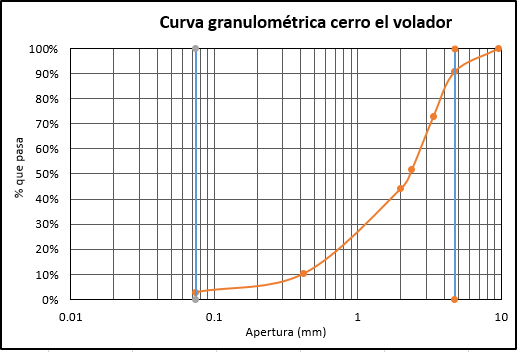 Curva granulométrica cerro el volador
100%
90%
80%
70%
60%
50%
40%
30%
20%
10%
0%
% que pasa
0.01 0.1 1 10
Apertura (mm)